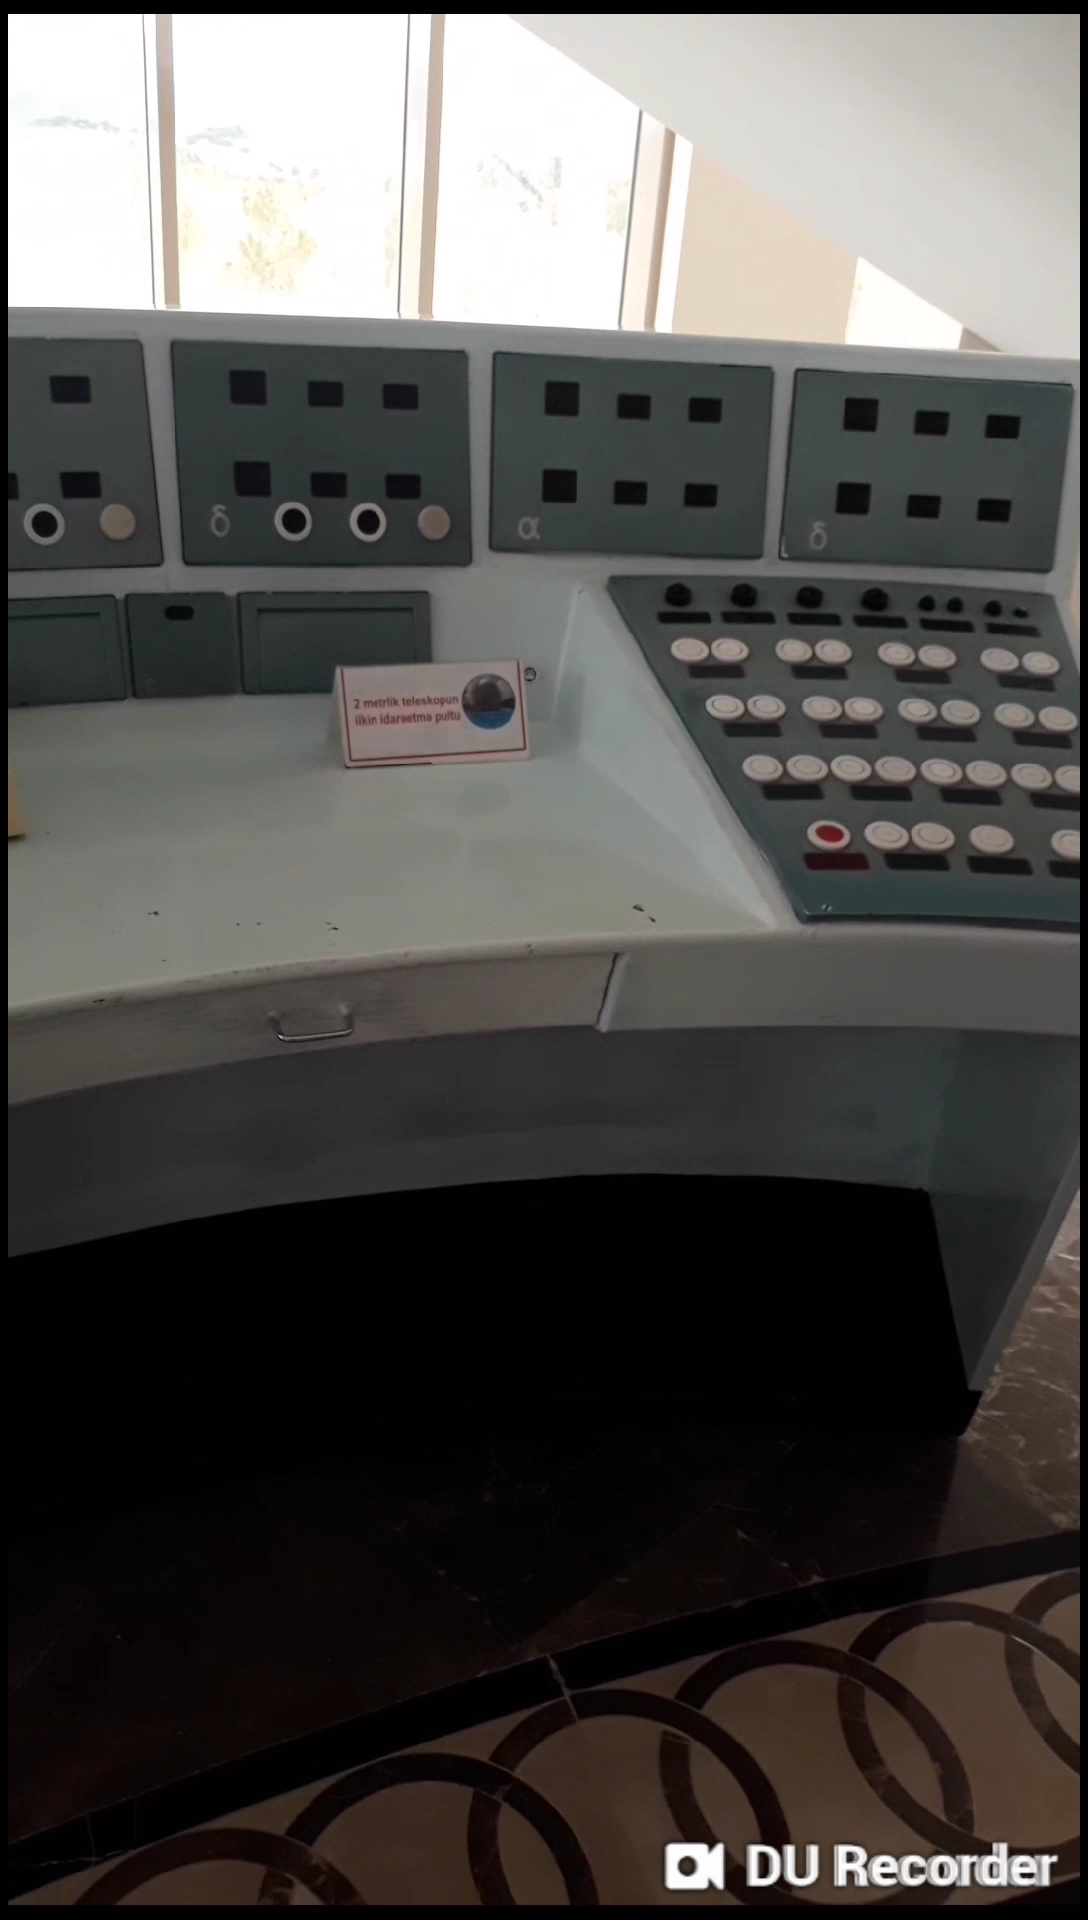 δ
α
δ
2 metrlik teleskopun
ilkin idarəetmə pultu
DU Recorder